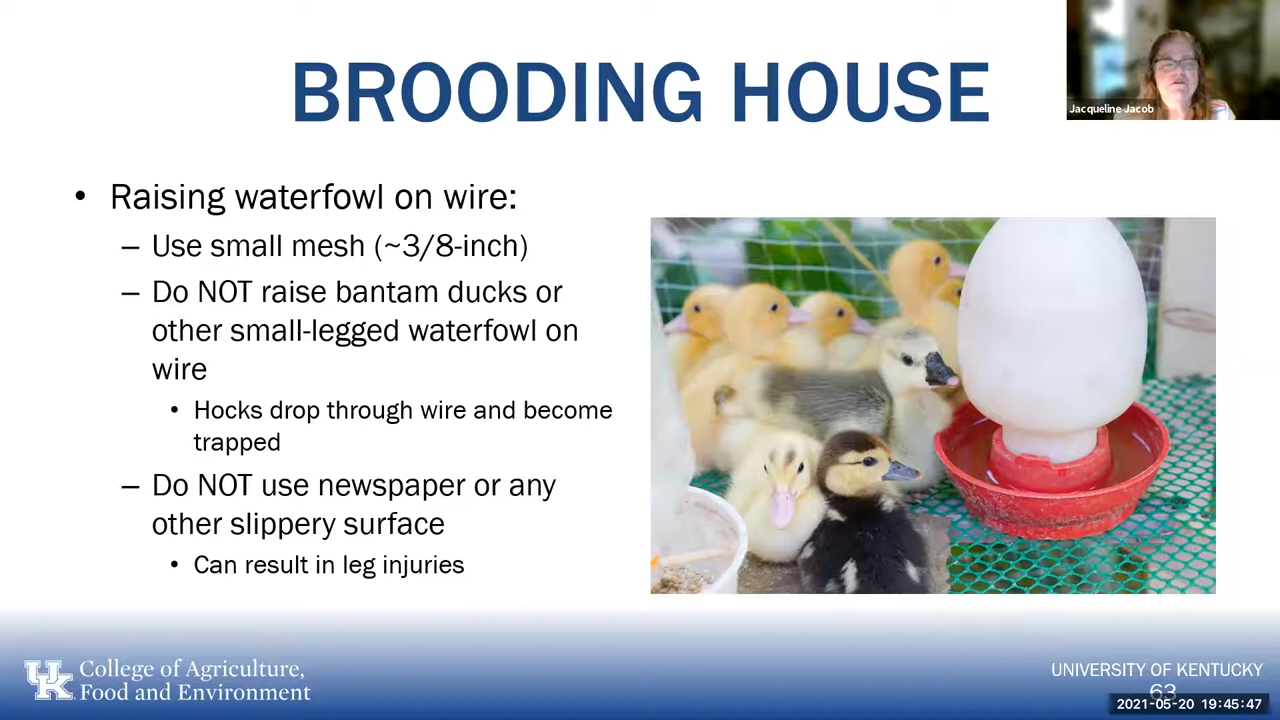 BROODING HOUSE
Jacqueline Jacob
• Raising waterfowl on wire:
– Use small mesh (~3/8-inch)
– Do NOT raise bantam ducks or
other small-legged waterfowl on
wire
• Hocks drop through wire and become
trapped
– Do NOT use newspaper or any
other slippery surface
• Can result in leg injuries
UK College of Agriculture,
Food and Environment
UNIVERSITY OF KENTUCKY
63
2021-05-20 19:45:47